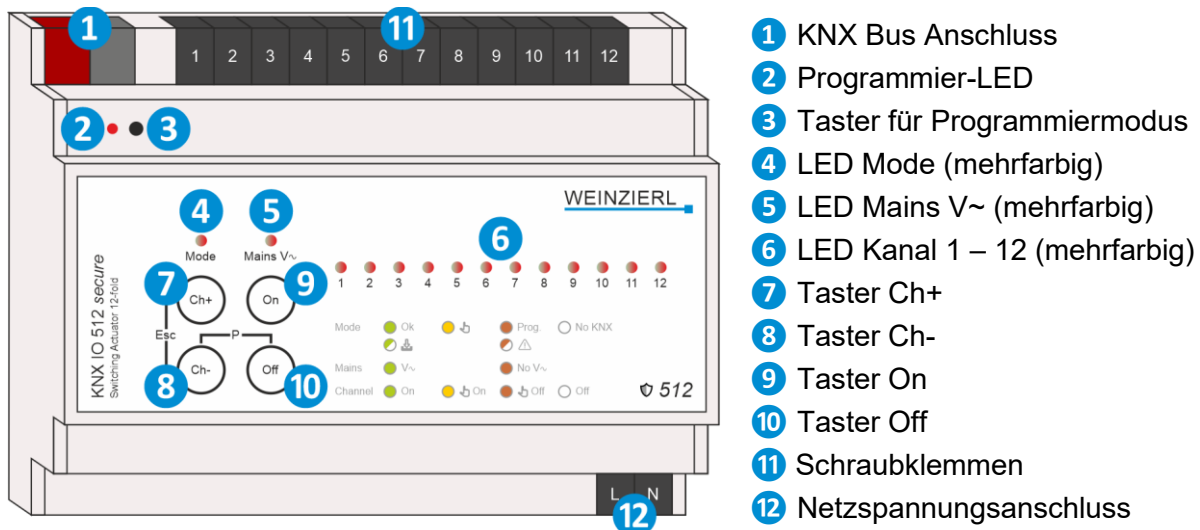 1
11
1 2 3 4 5 6 7 8 9 10 11 12
2 3
WEINZIERL
4 5 6
Mode Mains V~
1 2 3 4 5 6 7 8 9 10 11 12
7 Ch+ On 9
Esc P
8 Ch- Off 10
KNX IO 512 secure
Switching Actuator 12-fold
Mode Ok Prog. No KNX
Mains V~ No V~
Channel On On Off Off
512
L N
12
1 KNX Bus Anschluss
2 Programmier-LED
3 Taster für Programmiermodus
4 LED Mode (mehrfarbig)
5 LED Mains V~ (mehrfarbig)
6 LED Kanal 1 – 12 (mehrfarbig)
7 Taster Ch+
8 Taster Ch-
9 Taster On
10 Taster Off
11 Schraubklemmen
12 Netzspannungsanschluss